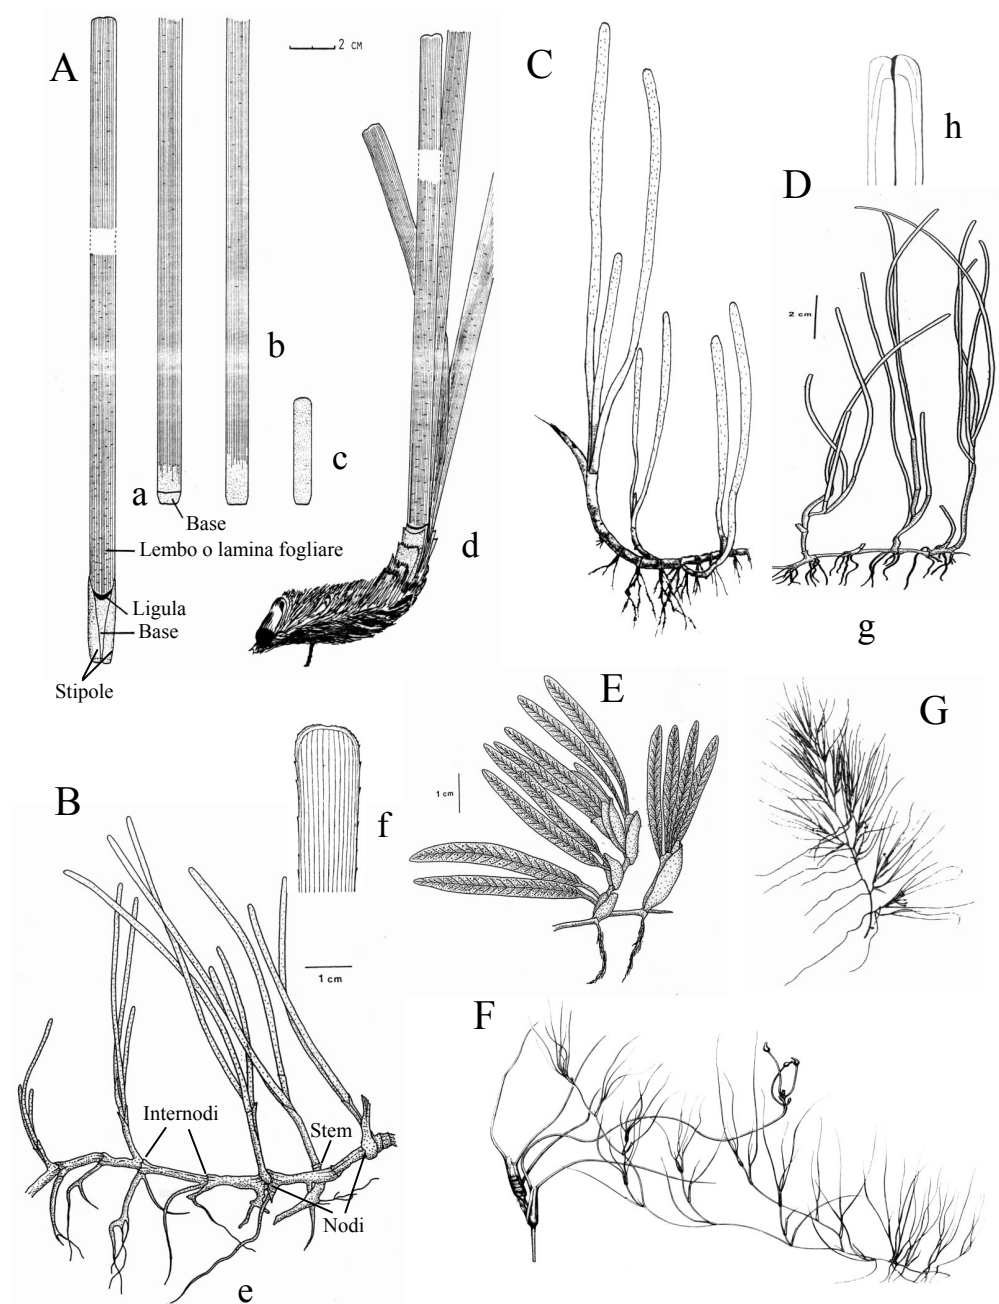 A
2 CM
C
h
D
2 cm
b
c
a
Base
Lembo o lamina fogliare
d
Ligula
Base
Stipole
g
E
1 cm
G
B
f
1 cm
F
Internodi
Stem
Nodi
e